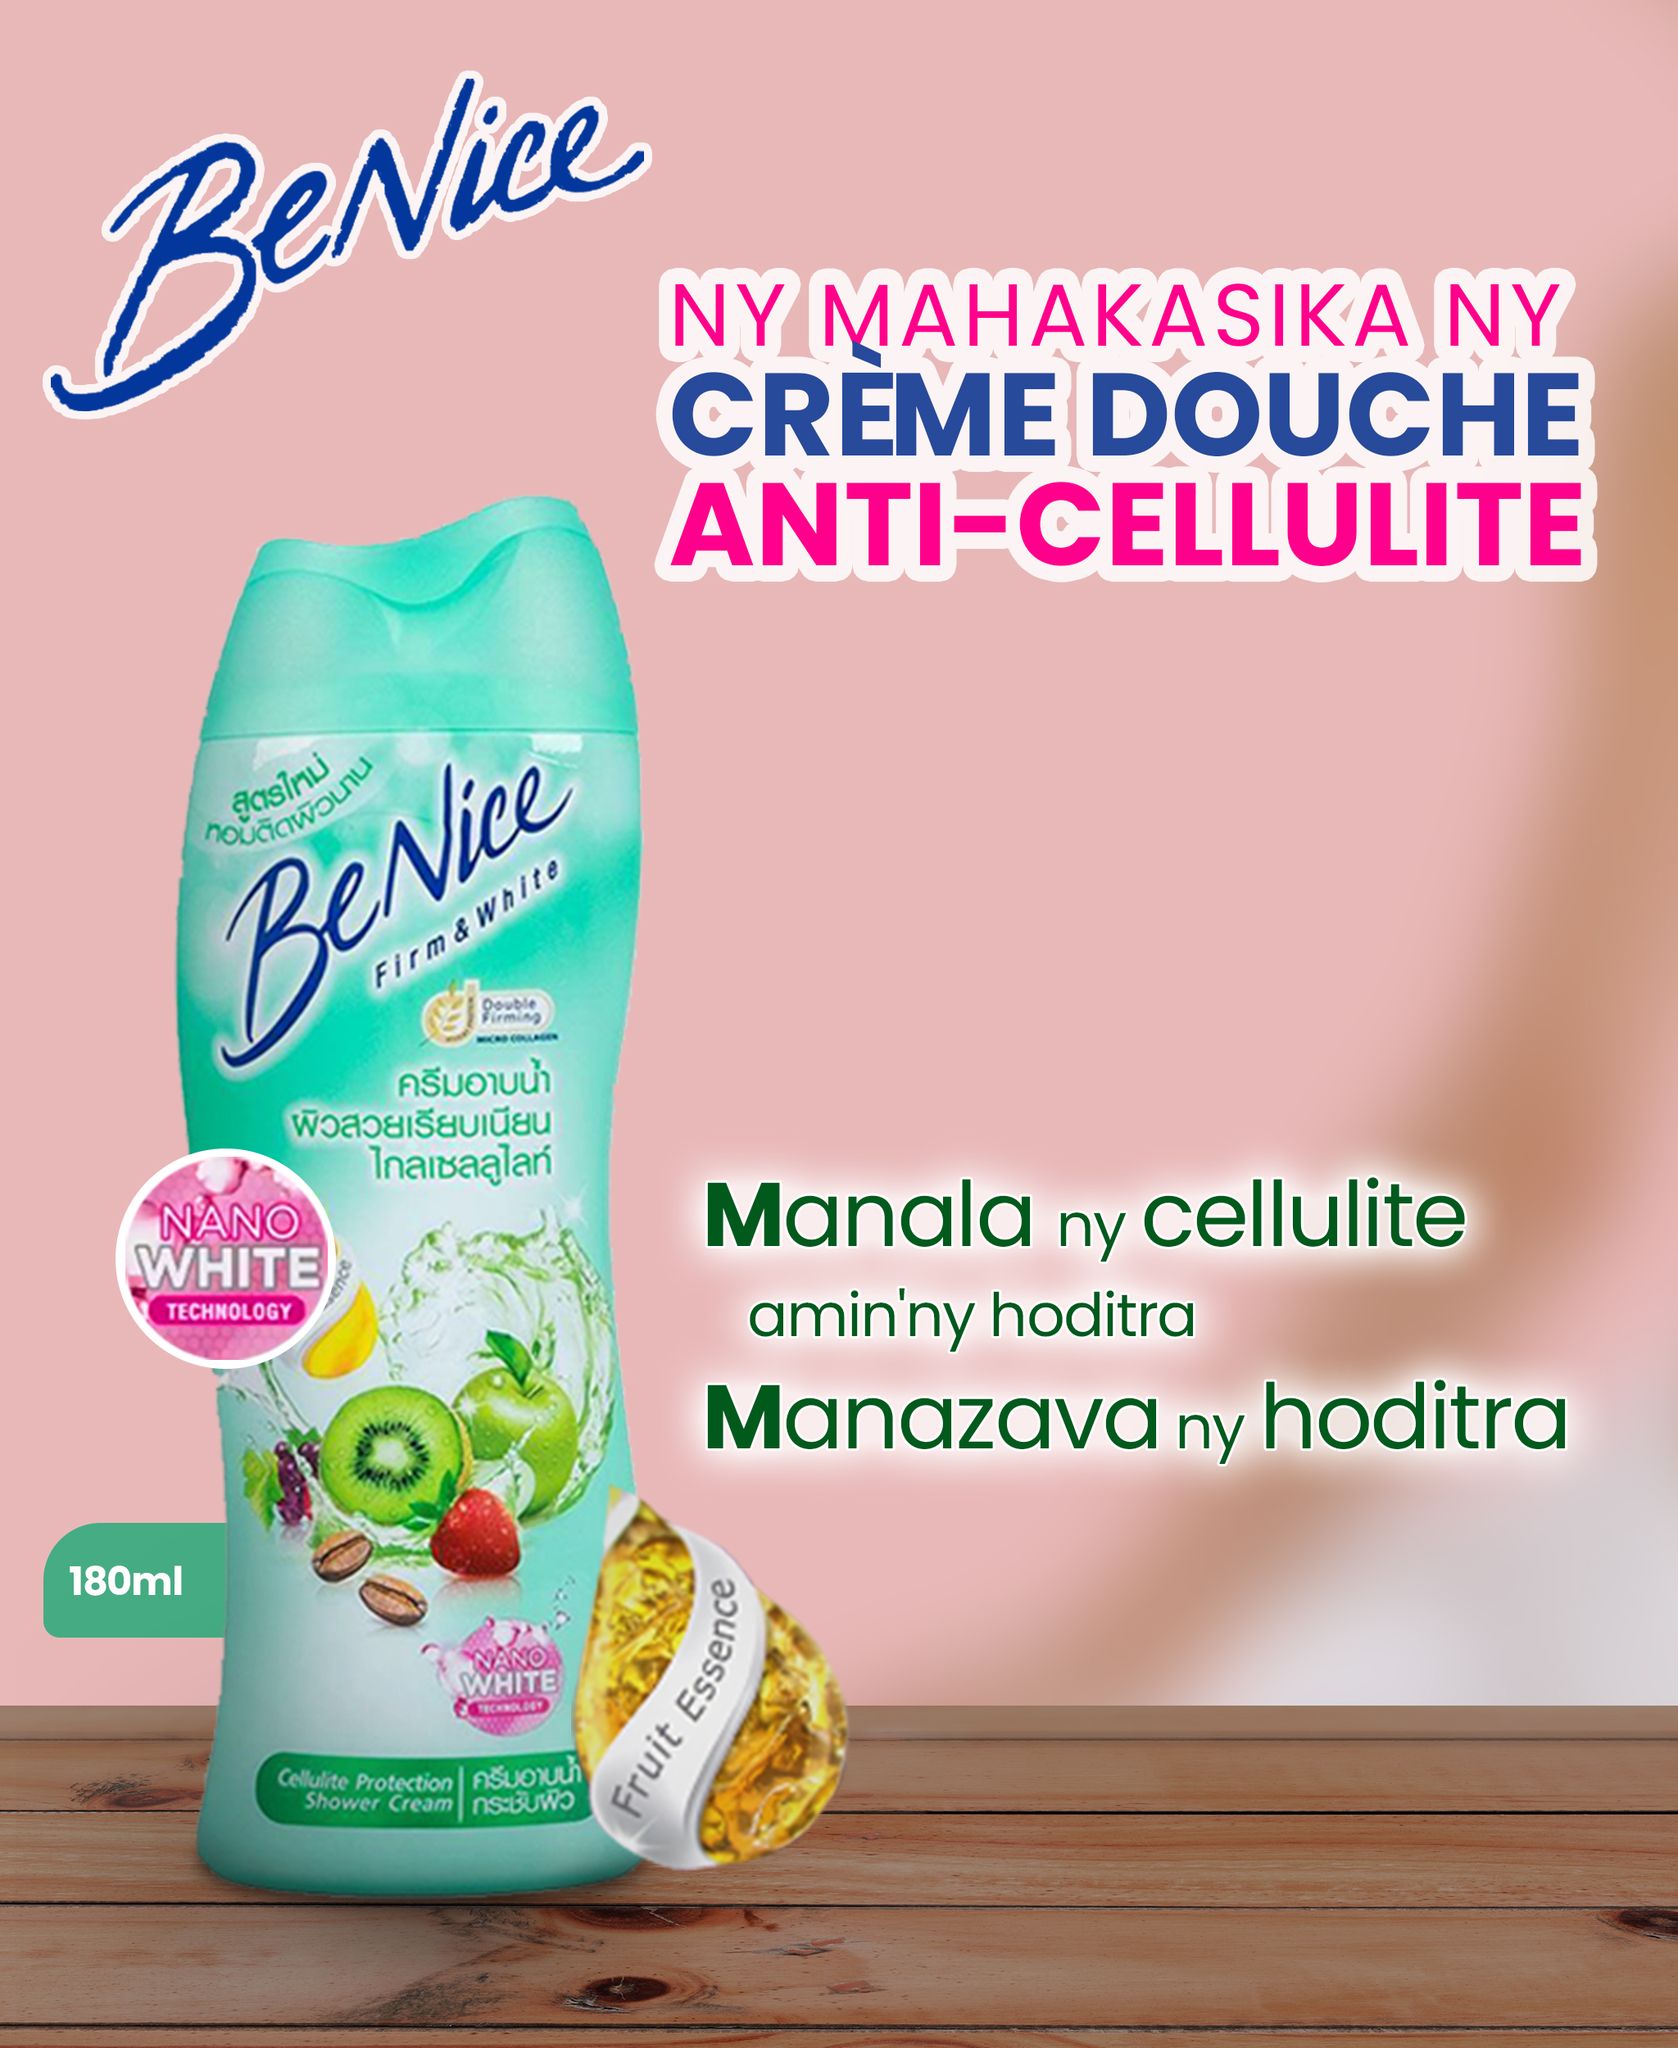 BeNice
NY MAHAKASIKA NY
CRÈME DOUCHE
ANTI-CELLULITE
สูตรใหม่
หอมติดผิวนาน
BeNice
Firm & White
Double
Firming
MICRO COLLAGEN
ครีมอาบน้ำ
ผิวสวยเรียบเนียน
ไกลเซลลูไลท์
NANO
WHITE
TECHNOLOGY
Manala ny cellulite
amin'ny hoditra
Manazava ny hoditra
180ml
Fruit Essence
NANO
WHITE
TECHNOLOGY
Cellulite Protection
Shower Cream
ครีมอาบน้ำ
กระชับผิว